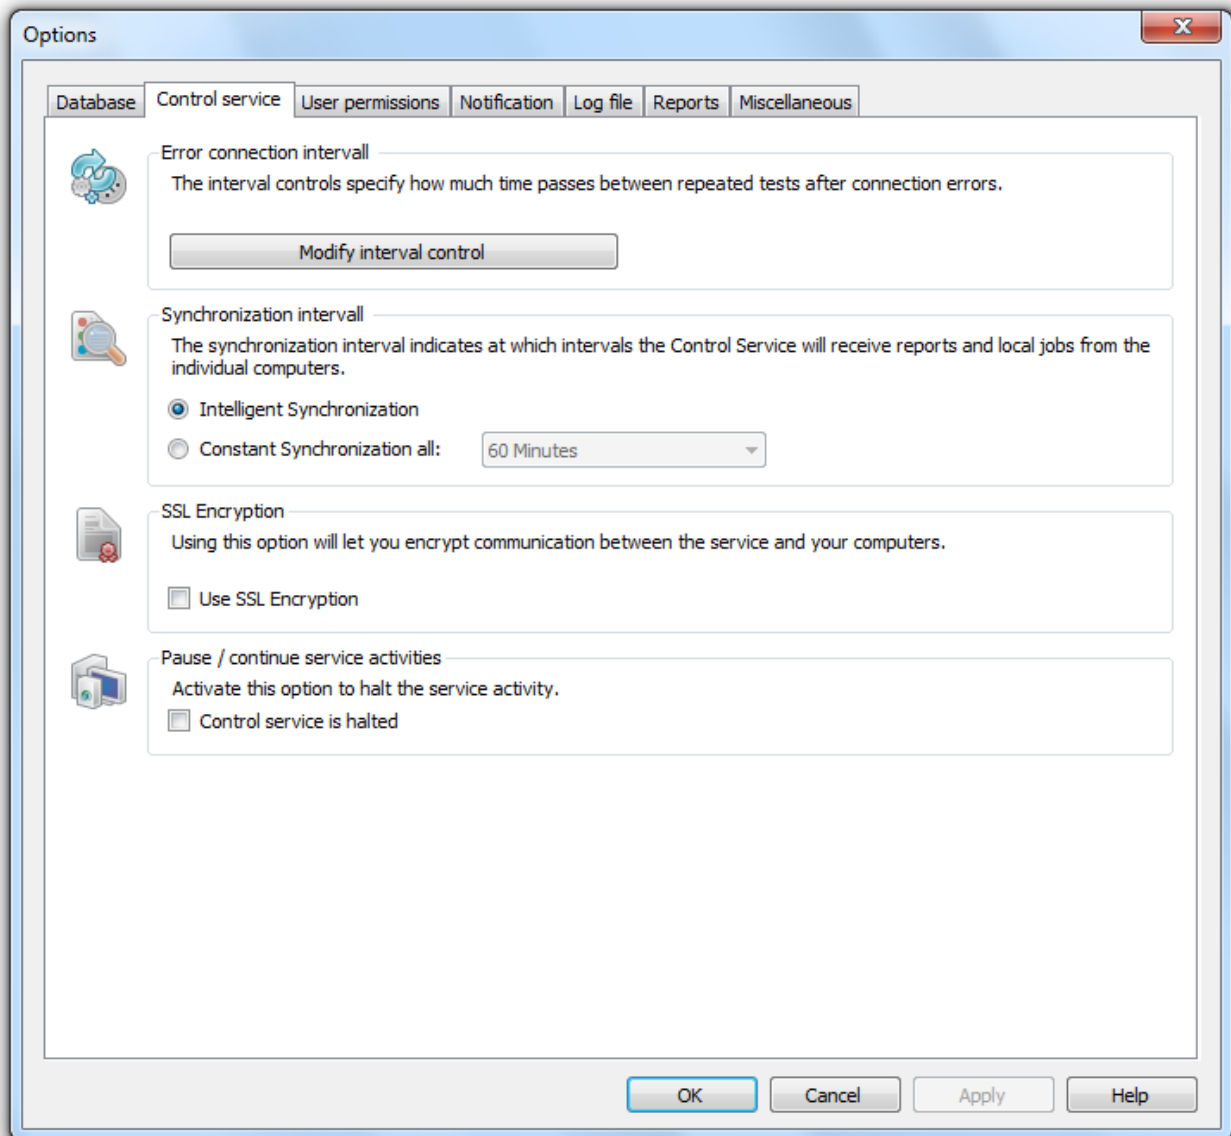 Options
X
Database Control service User permissions Notification Log file Reports Miscellaneous
Error connection intervall
The interval controls specify how much time passes between repeated tests after connection errors.
Modify interval control
Synchronization intervall
The synchronization interval indicates at which intervals the Control Service will receive reports and local jobs from the
individual computers.
Intelligent Synchronization
Constant Synchronization all: 60 Minutes
SSL Encryption
Using this option will let you encrypt communication between the service and your computers.
Use SSL Encryption
Pause / continue service activities
Activate this option to halt the service activity.
Control service is halted
OK Cancel Apply Help